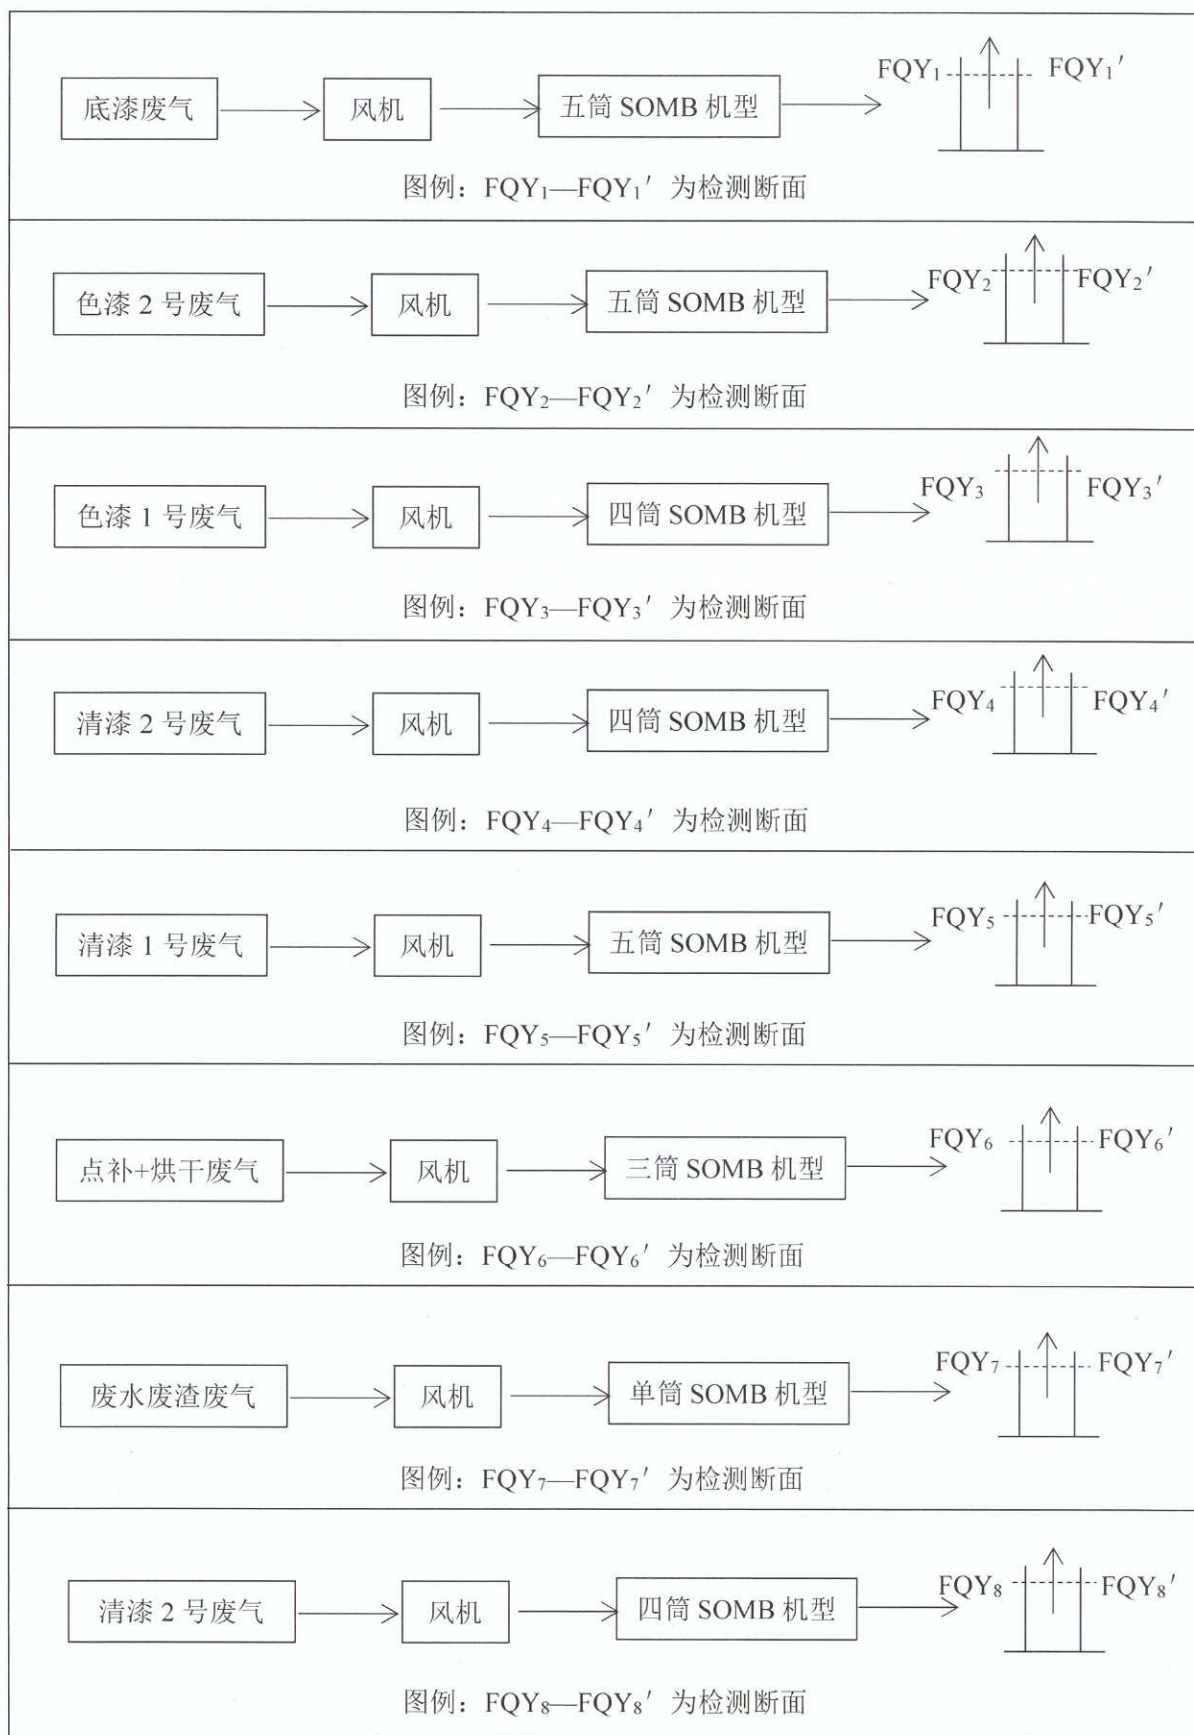 底漆废气 风机 五筒 SOMB 机型 FQY₁ FQY₁′
图例：FQY₁—FQY₁′ 为检测断面
色漆 2 号废气 风机 五筒 SOMB 机型 FQY₂ FQY₂′
图例：FQY₂—FQY₂′ 为检测断面
色漆 1 号废气 风机 四筒 SOMB 机型 FQY₃ FQY₃′
图例：FQY₃—FQY₃′ 为检测断面
清漆 2 号废气 风机 四筒 SOMB 机型 FQY₄ FQY₄′
图例：FQY₄—FQY₄′ 为检测断面
清漆 1 号废气 风机 五筒 SOMB 机型 FQY₅ FQY₅′
图例：FQY₅—FQY₅′ 为检测断面
点补+烘干废气 风机 三筒 SOMB 机型 FQY₆ FQY₆′
图例：FQY₆—FQY₆′ 为检测断面
废水废渣废气 风机 单筒 SOMB 机型 FQY₇ FQY₇′
图例：FQY₇—FQY₇′ 为检测断面
清漆 2 号废气 风机 四筒 SOMB 机型 FQY₈ FQY₈′
图例：FQY₈—FQY₈′ 为检测断面